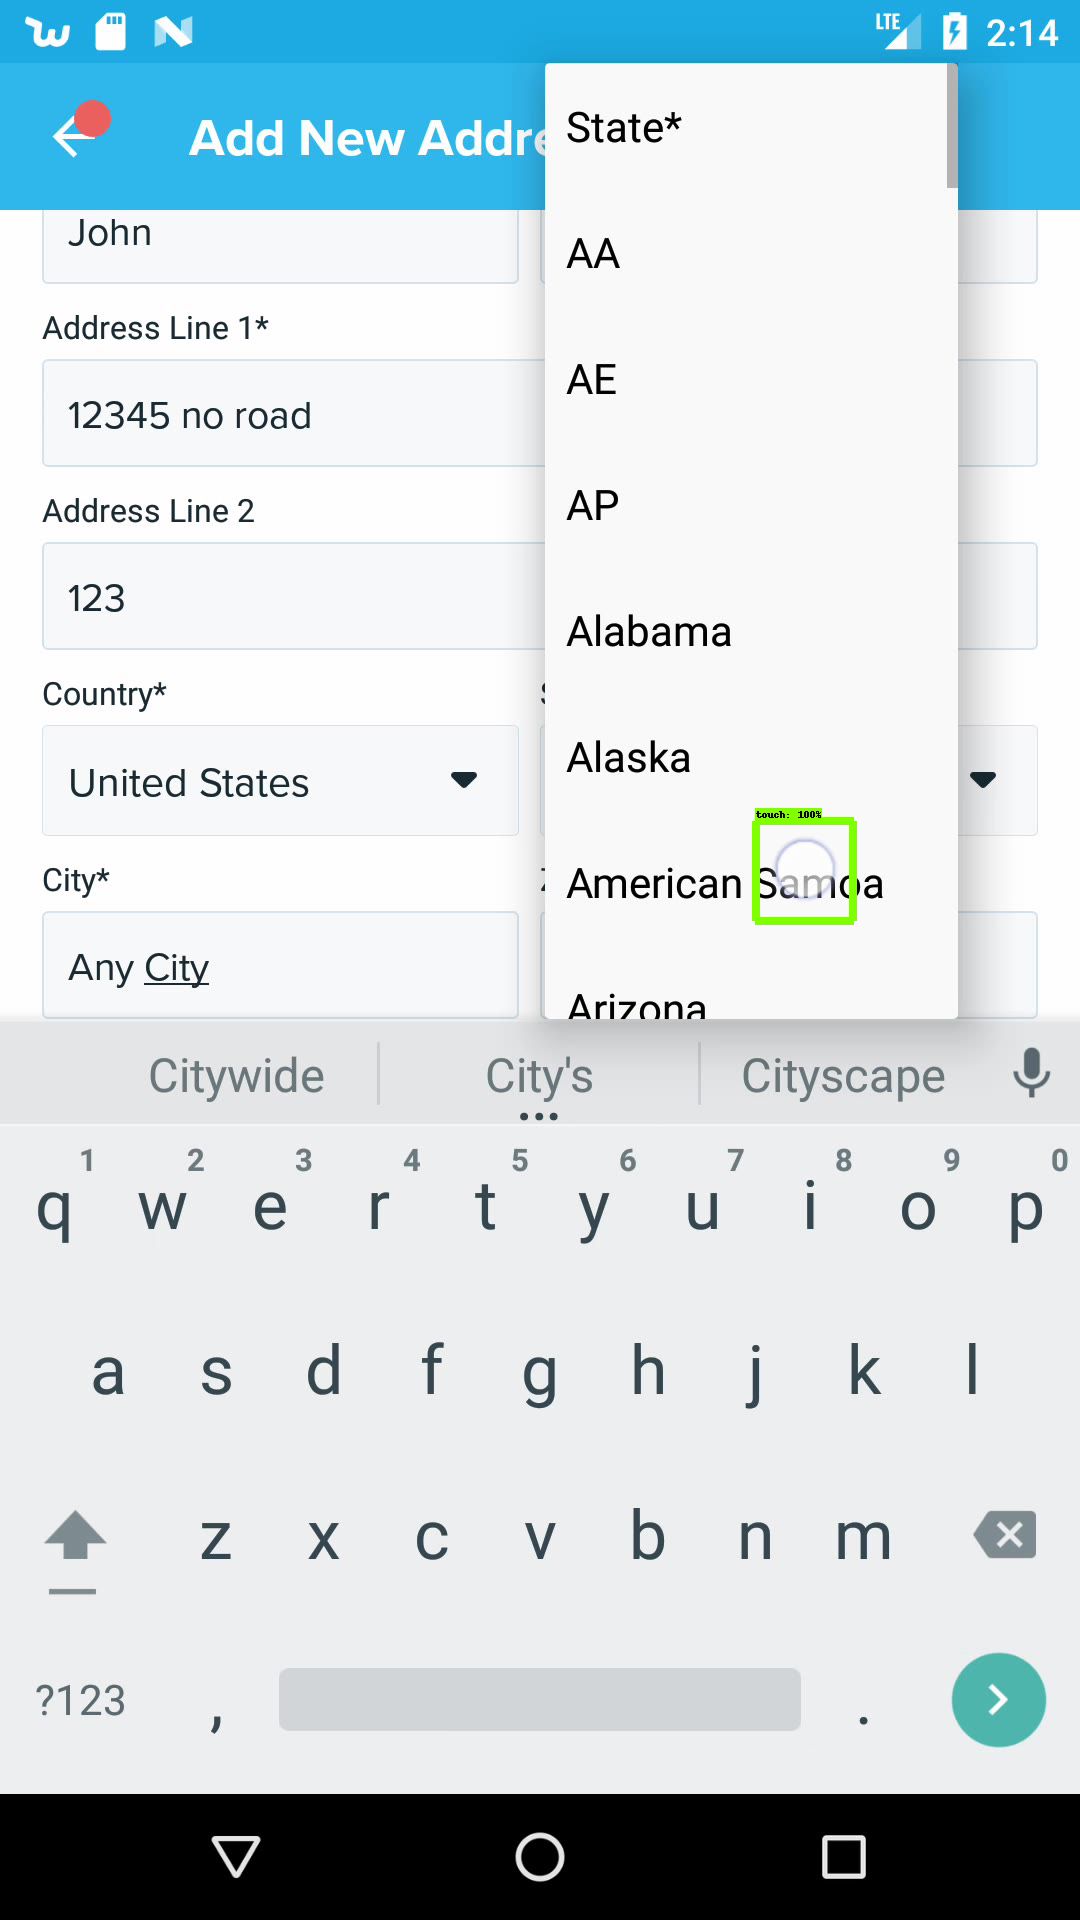 LTE 2:14
Add New Addre
State*
John
AA
Address Line 1*
AE
12345 no road
Address Line 2
AP
123
Alabama
Country*
United States
Alaska
touch: 100%
City*
American Samoa
Any City
Arizona
Citywide City's Cityscape
1 2 3 4 5 6 7 8 9 0
q w e r t y u i o p
a s d f g h j k l
z x c v b n m
?123 , .